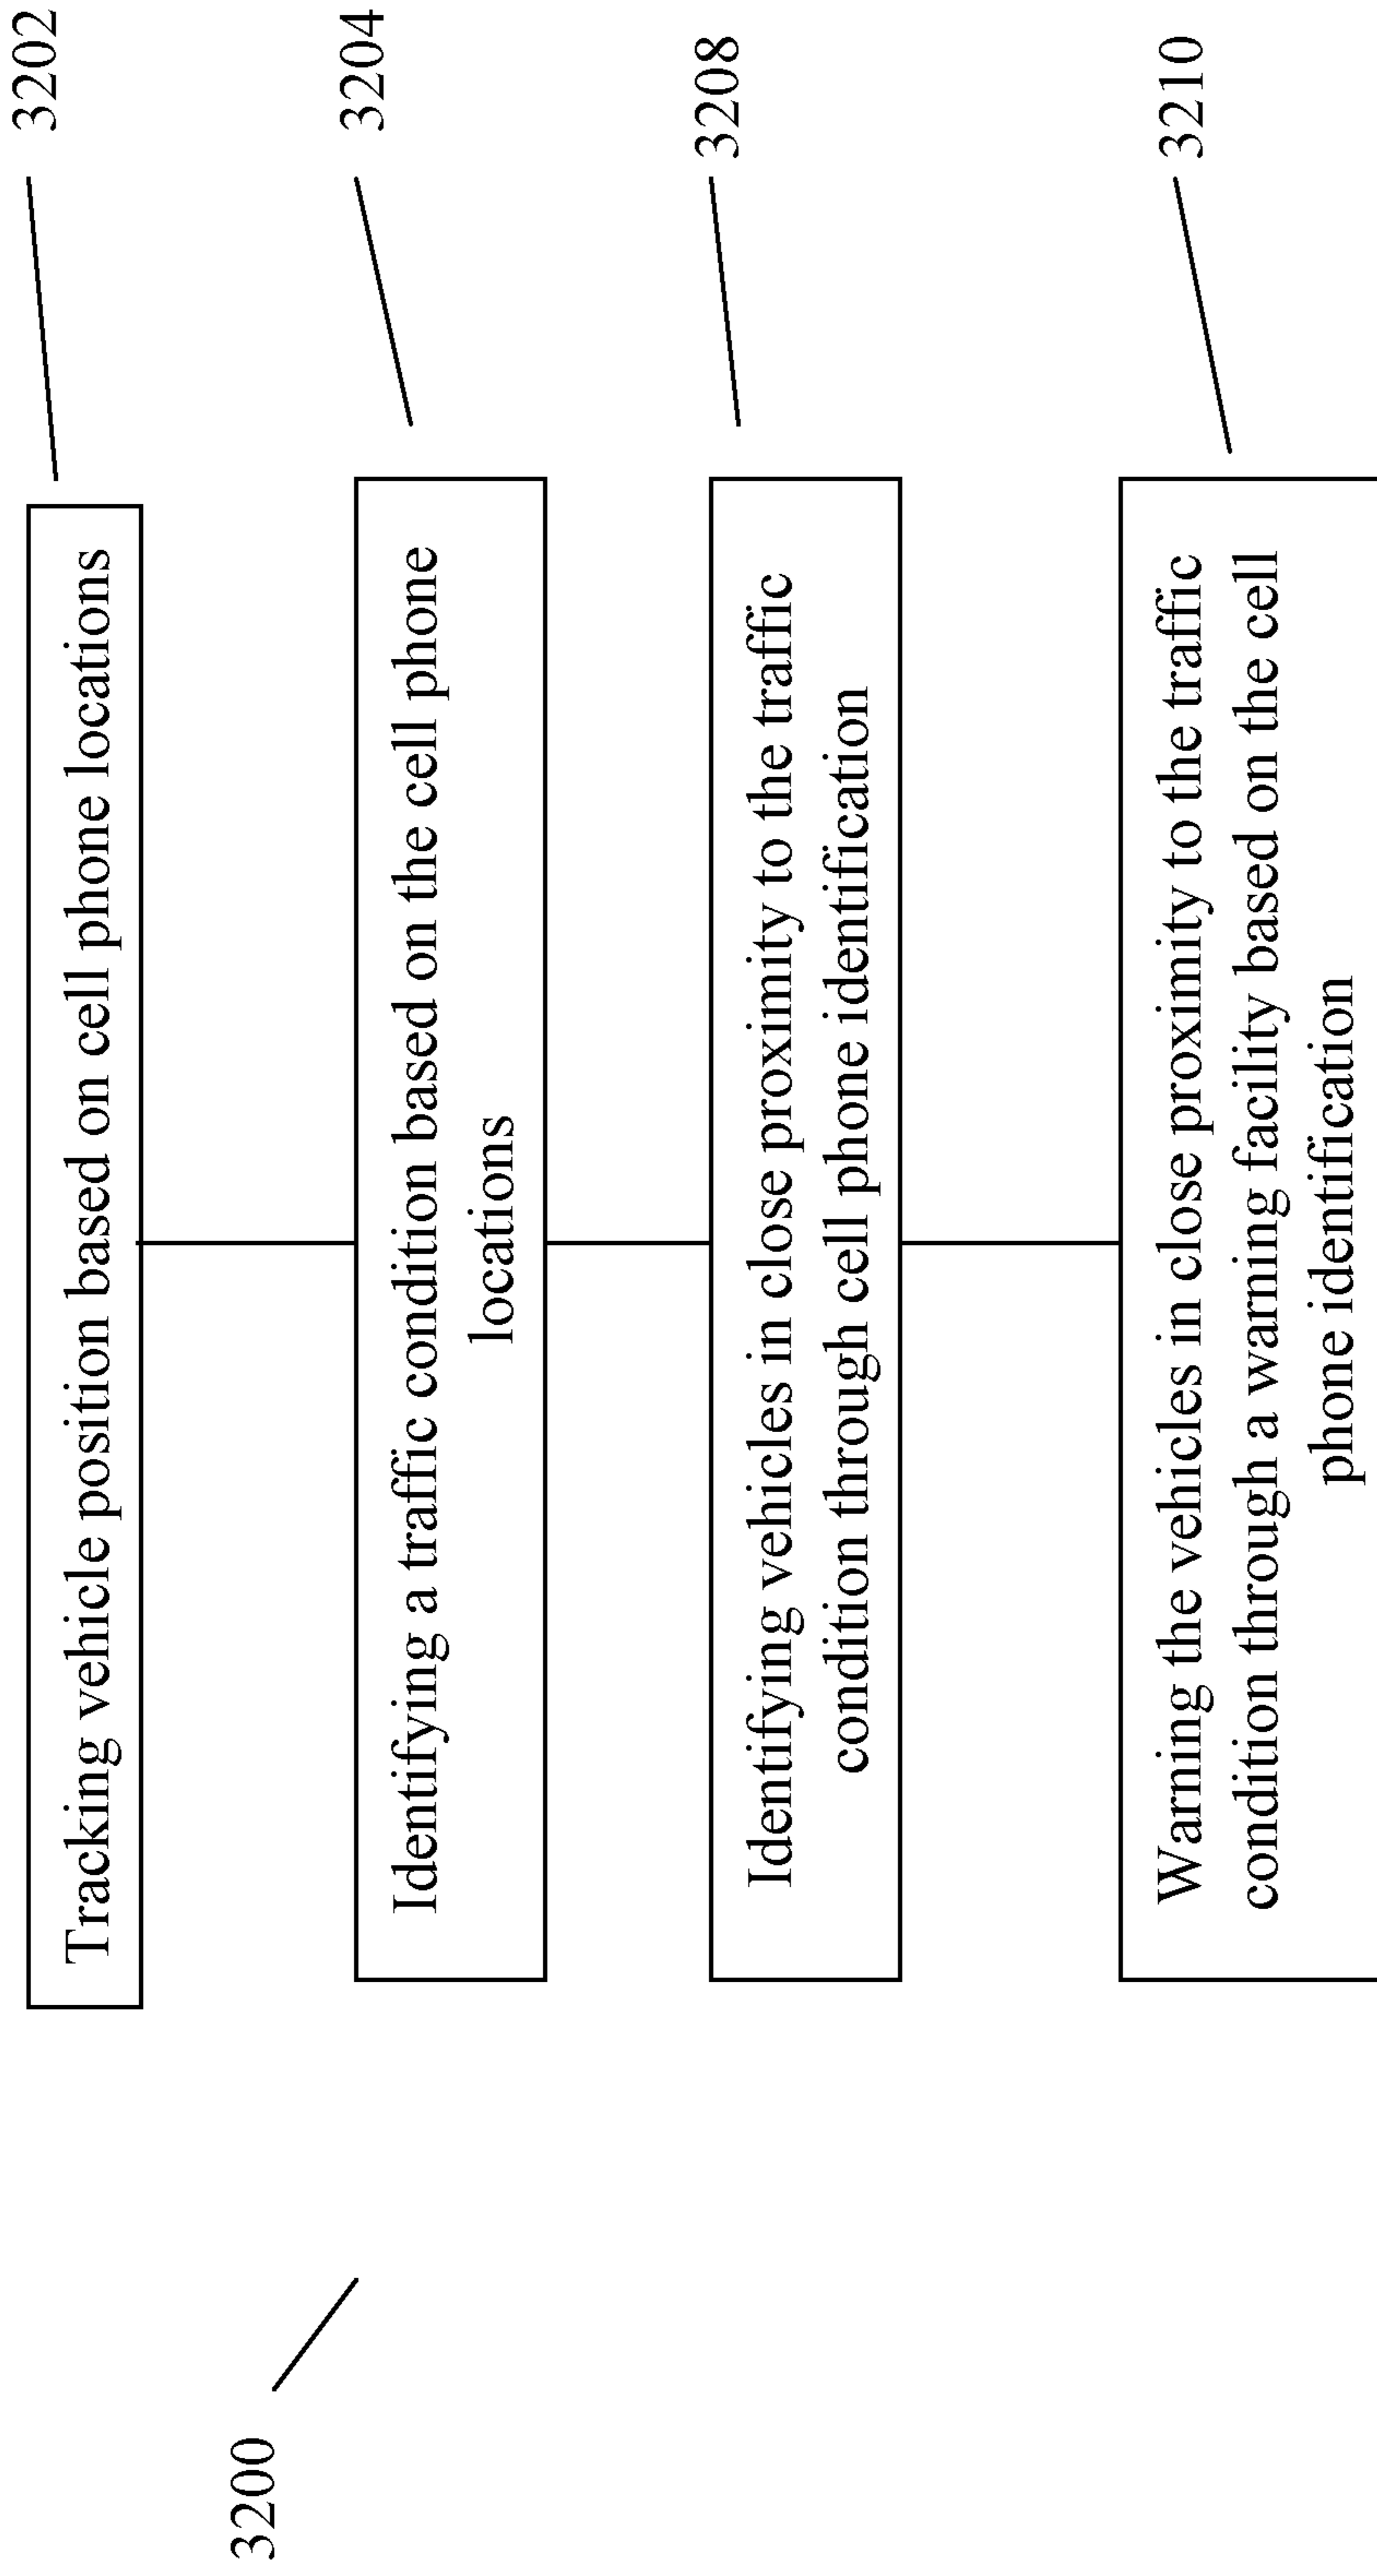 3200
Tracking vehicle position based on cell phone locations
3202
Identifying a traffic condition based on the cell phone
locations
3204
Identifying vehicles in close proximity to the traffic
condition through cell phone identification
3208
Warning the vehicles in close proximity to the traffic
condition through a warning facility based on the cell
phone identification
3210